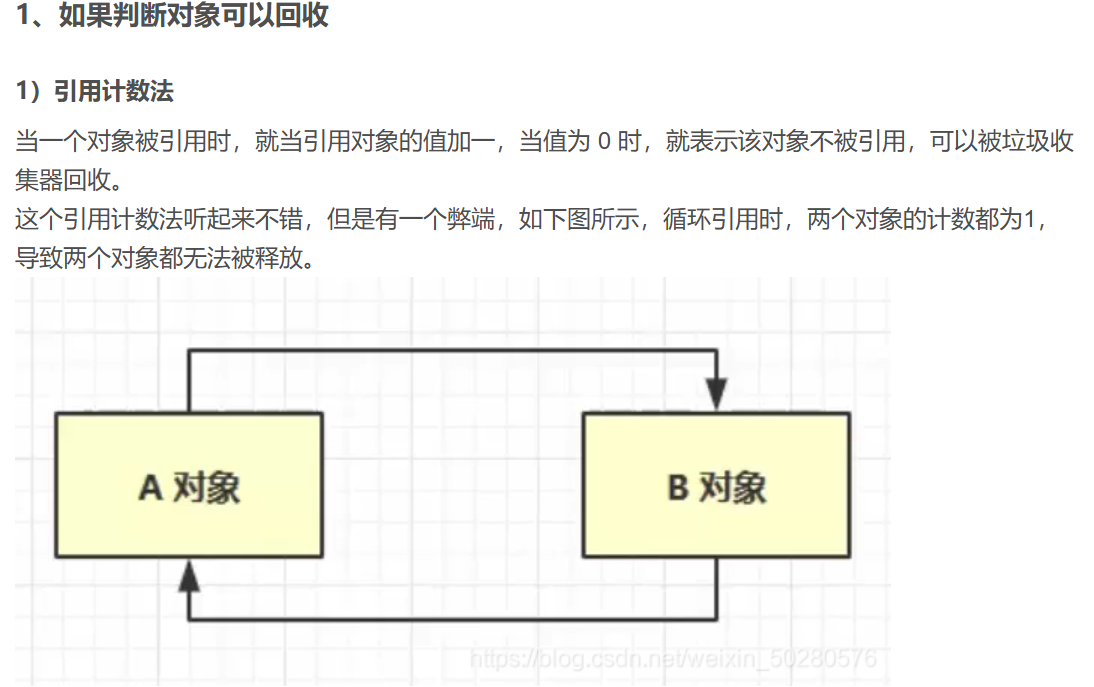 1、如果判断对象可以回收
1）引用计数法
当一个对象被引用时，就当引用对象的值加一，当值为 0 时，就表示该对象不被引用，可以被垃圾收
集器回收。
这个引用计数法听起来不错，但是有一个弊端，如下图所示，循环引用时，两个对象的计数都为1，
导致两个对象都无法被释放。
A 对象
B 对象
https://blog.csdn.net/weixin_50280576